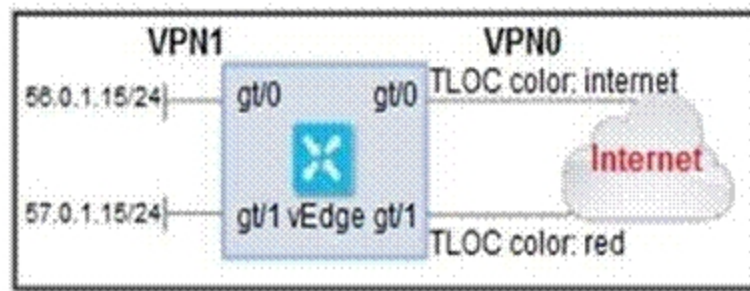 VPN1 VPN0
56.0.1.15/24 gt/0 gt/0 TLOC color: internet
Internet
57.0.1.15/24 gt/1 vEdge gt/1
TLOC color: red